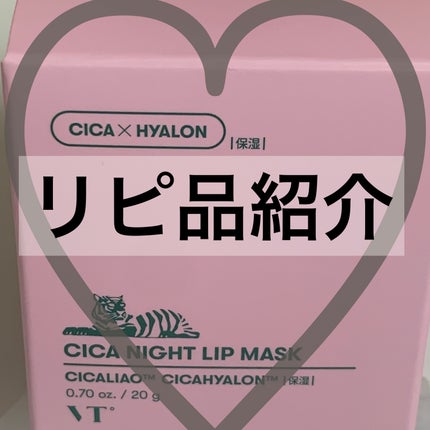 CICA×HYALON |保湿|
リピ品紹介
CICA NIGHT LIP MASK
CICALIAO™ CICAHYALON™ |保湿|
0.70 oz. / 20 g
VT°